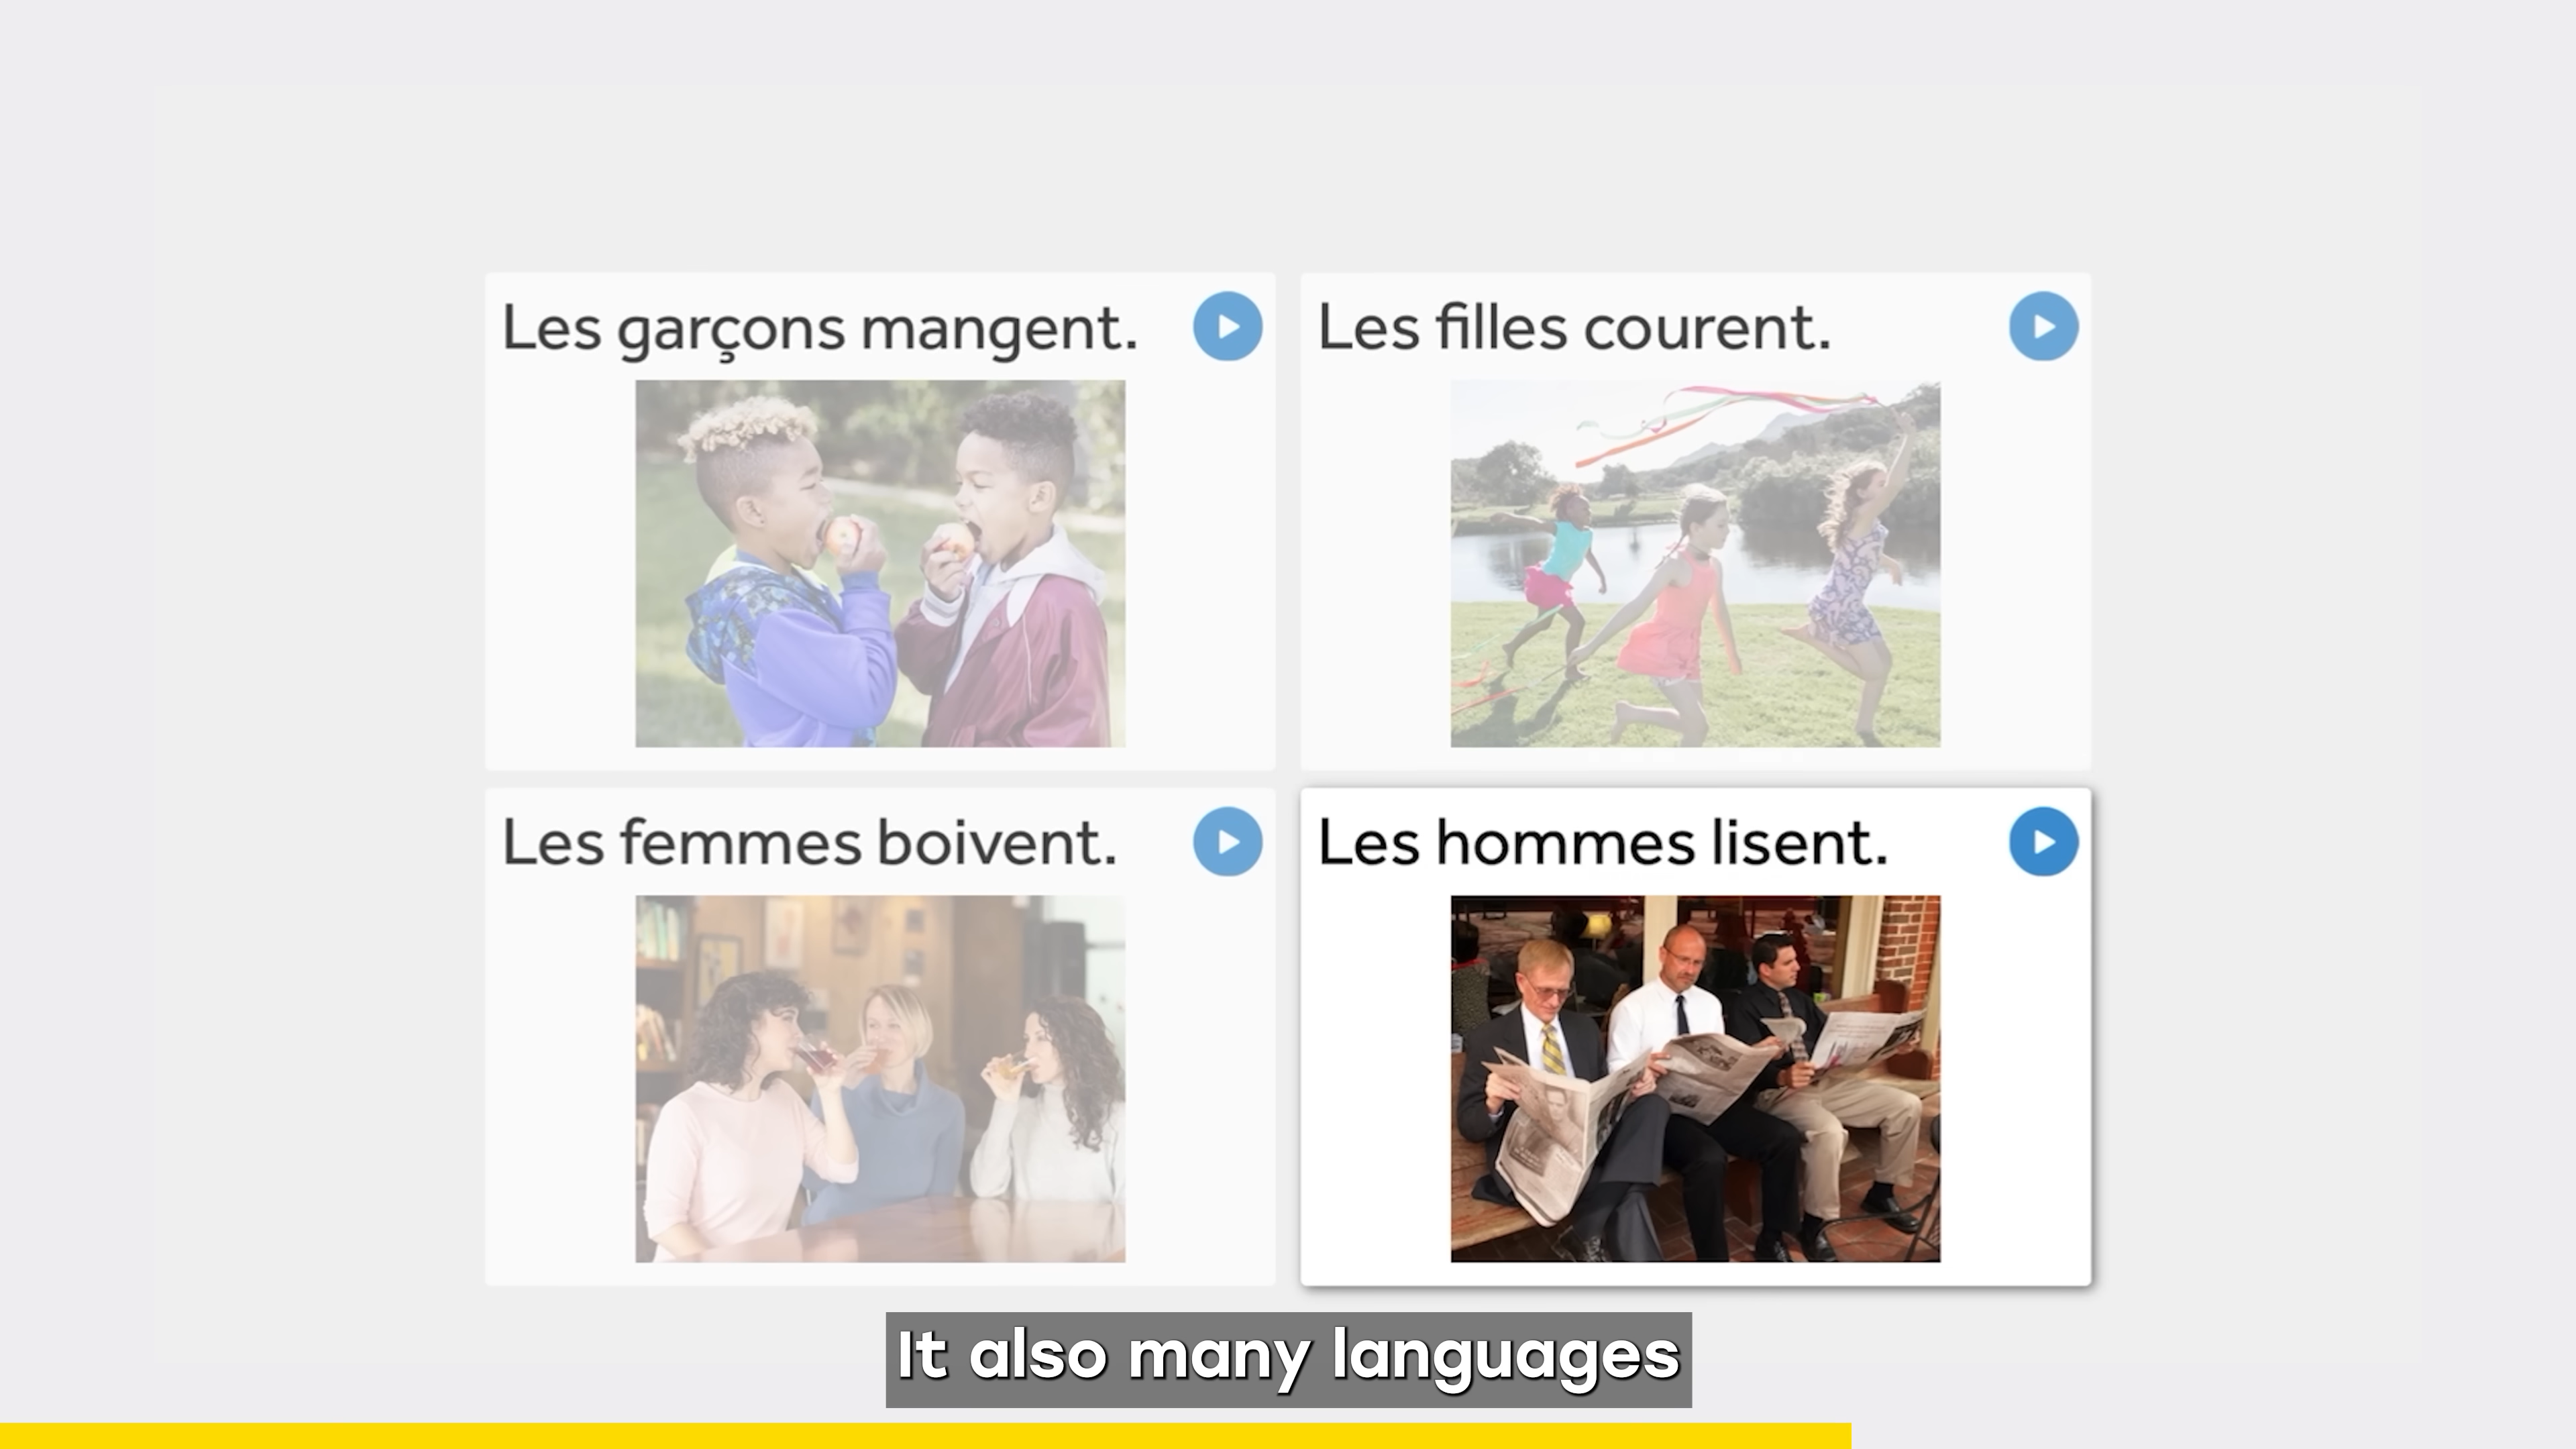 Les garçons mangent.
Les filles courent.
Les femmes boivent.
Les hommes lisent.
It also many languages